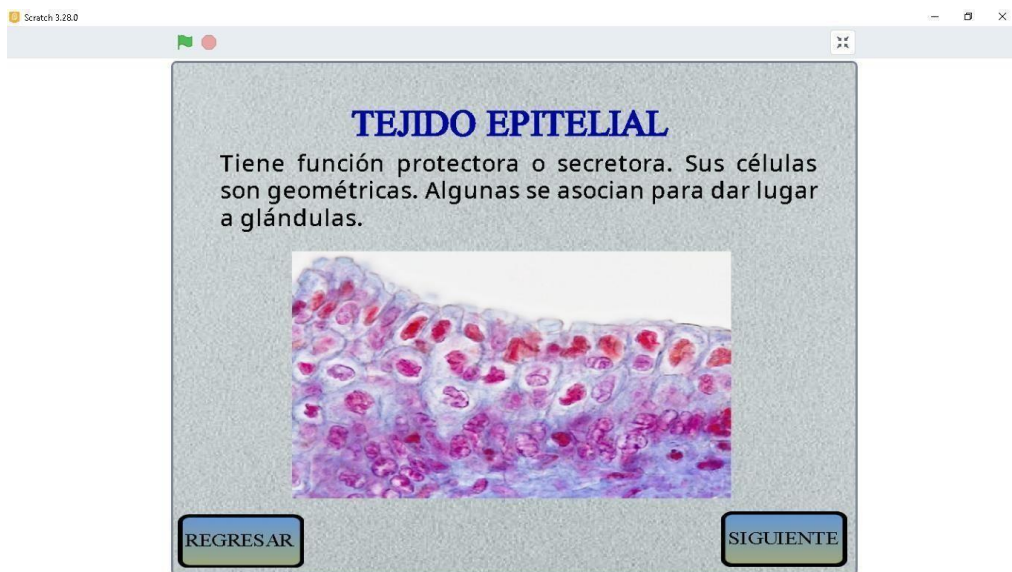 Scratch 3.28.0
TEJIDO EPITELIAL
Tiene función protectora o secretora. Sus células
son geométricas. Algunas se asocian para dar lugar
a glándulas.
REGRESAR
SIGUIENTE